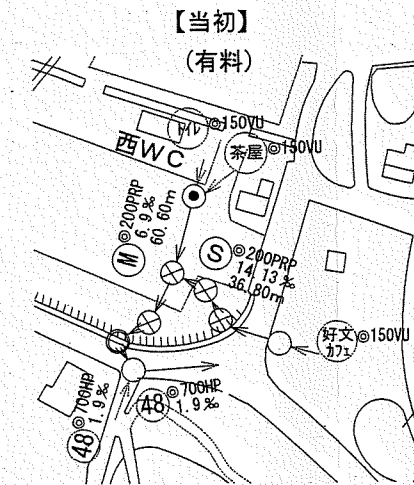 【当初】
(有料)
トイレ
◎150VU
西WC
茶屋
◎150VU
◎200PRP
6.9‰
60.60m
M
S
◎200PRP
14.13‰
36.80m
好文
カフェ
◎150VU
◎700HP
1.9‰
48
48
◎700HP
1.9‰